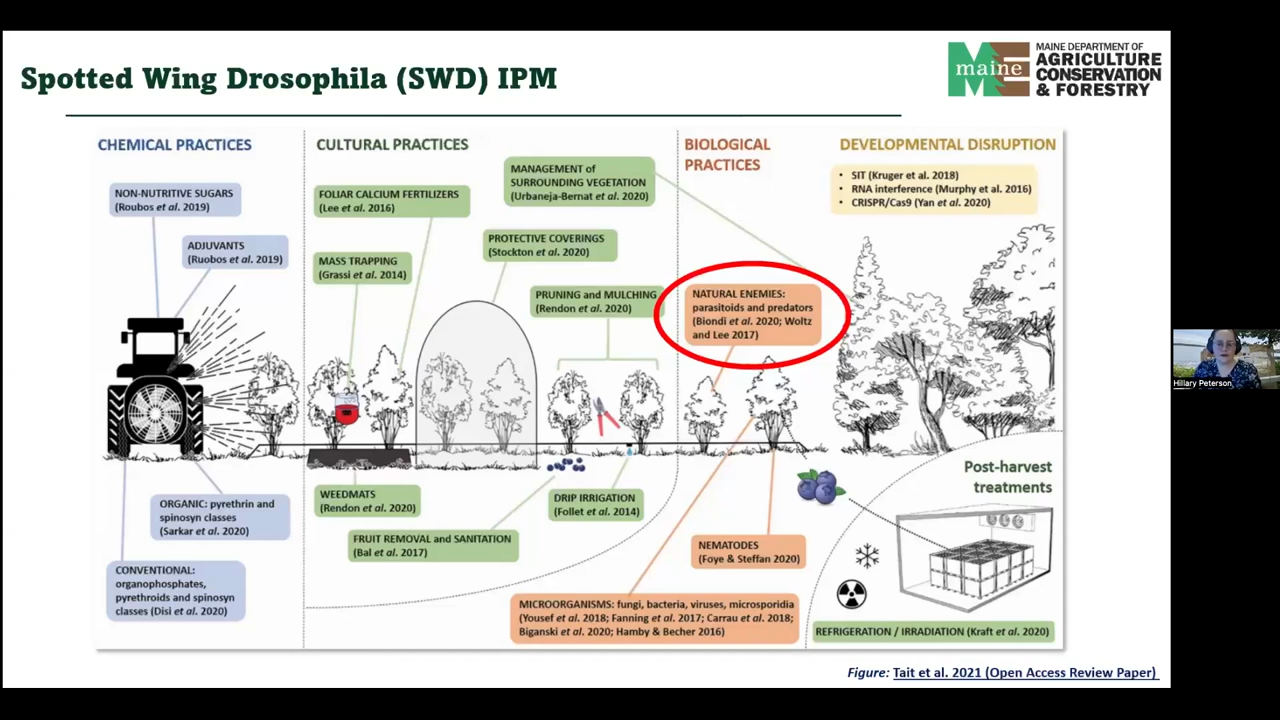 Spotted Wing Drosophila (SWD) IPM
maine
MAINE DEPARTMENT OF
AGRICULTURE
CONSERVATION
& FORESTRY
CHEMICAL PRACTICES
NON-NUTRITIVE SUGARS
(Roubos et al. 2019)
ADJUVANTS
(Ruobos et al. 2019)
ORGANIC: pyrethrin and
spinosyn classes
(Sarkar et al. 2020)
CONVENTIONAL:
organophosphates,
pyrethroids and spinosyn
classes (Disi et al. 2020)
CULTURAL PRACTICES
FOLIAR CALCIUM FERTILIZERS
(Lee et al. 2016)
MASS TRAPPING
(Grassi et al. 2014)
MANAGEMENT of
SURROUNDING VEGETATION
(Urbaneja-Bernat et al. 2020)
PROTECTIVE COVERINGS
(Stockton et al. 2020)
PRUNING and MULCHING
(Rendon et al. 2020)
WEEDMATS
(Rendon et al. 2020)
FRUIT REMOVAL and SANITATION
(Bal et al. 2017)
DRIP IRRIGATION
(Follet et al. 2014)
BIOLOGICAL
PRACTICES
NATURAL ENEMIES:
parasitoids and predators
(Biondi et al. 2020; Woltz
and Lee 2017)
NEMATODES
(Foye & Steffan 2020)
MICROORGANISMS: fungi, bacteria, viruses, microsporidia
(Yousef et al. 2018; Fanning et al. 2017; Carrau et al. 2018;
Biganski et al. 2020; Hamby & Becher 2016)
DEVELOPMENTAL DISRUPTION
• SIT (Kruger et al. 2018)
• RNA interference (Murphy et al. 2016)
• CRISPR/Cas9 (Yan et al. 2020)
Post-harvest
treatments
REFRIGERATION / IRRADIATION (Kraft et al. 2020)
Figure: Tait et al. 2021 (Open Access Review Paper)
Hillary Peterson